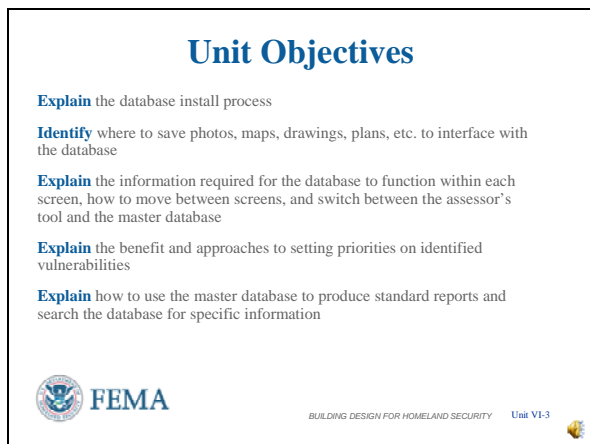 Unit Objectives
Explain the database install process
Identify where to save photos, maps, drawings, plans, etc. to interface with
the database
Explain the information required for the database to function within each
screen, how to move between screens, and switch between the assessor's
tool and the master database
Explain the benefit and approaches to setting priorities on identified
vulnerabilities
Explain how to use the master database to produce standard reports and
search the database for specific information
FEMA
BUILDING DESIGN FOR HOMELAND SECURITY Unit VI-3